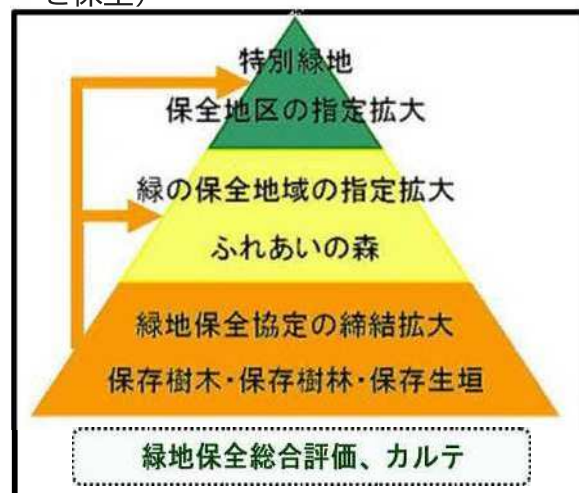 と保全）
特別緑地
保全地区の指定拡大
緑の保全地域の指定拡大
ふれあいの森
緑地保全協定の締結拡大
保存樹木・保存樹林・保存生垣
緑地保全総合評価、カルテ